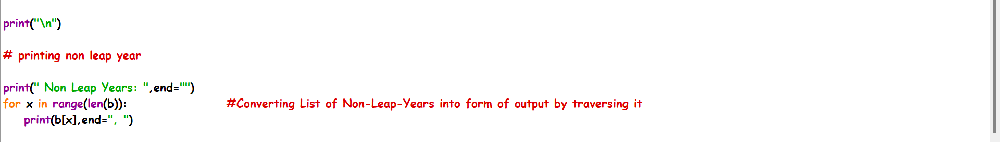 print("\n")
# printing non leap year
print(" Non Leap Years: ",end="")
for x in range(len(b)): #Converting List of Non-Leap-Years into form of output by traversing it
print(b[x],end=", ")